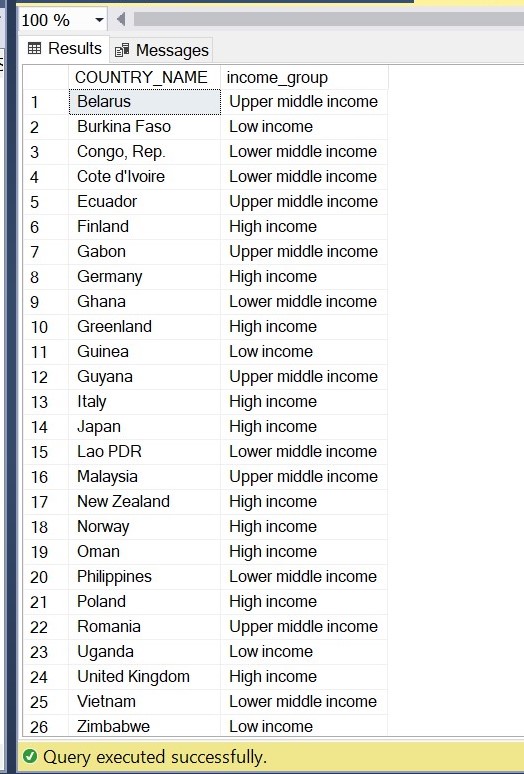 100 %
Results Messages
COUNTRY_NAME income_group
1 Belarus Upper middle income
2 Burkina Faso Low income
3 Congo, Rep. Lower middle income
4 Cote d'Ivoire Lower middle income
5 Ecuador Upper middle income
6 Finland High income
7 Gabon Upper middle income
8 Germany High income
9 Ghana Lower middle income
10 Greenland High income
11 Guinea Low income
12 Guyana Upper middle income
13 Italy High income
14 Japan High income
15 Lao PDR Lower middle income
16 Malaysia Upper middle income
17 New Zealand High income
18 Norway High income
19 Oman High income
20 Philippines Lower middle income
21 Poland High income
22 Romania Upper middle income
23 Uganda Low income
24 United Kingdom High income
25 Vietnam Lower middle income
26 Zimbabwe Low income
Query executed successfully.